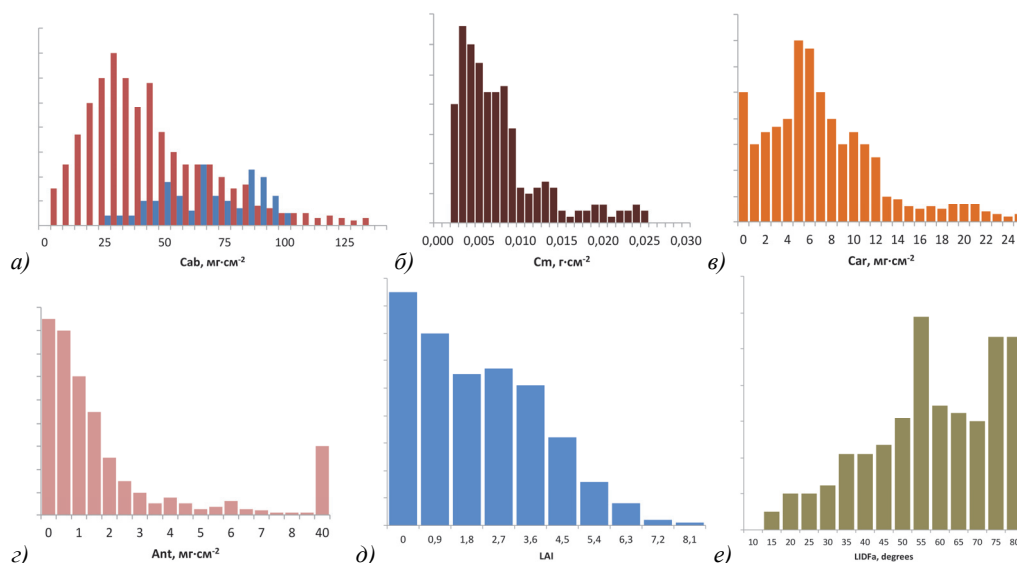 0 25 50 75 100 125
а) Cab, мг·см-2
0,000 0,005 0,010 0,015 0,020 0,025 0,030
б) Cm, г·см-2
0 2 4 6 8 10 12 14 16 18 20 22 24
в) Car, мг·см-2
0 1 2 3 4 5 6 7 8 40
г) Ant, мг·см-2
0 0,9 1,8 2,7 3,6 4,5 5,4 6,3 7,2 8,1
д) LAI
10 15 20 25 30 35 40 45 50 55 60 65 70 75 80
е) LIDFa, degrees